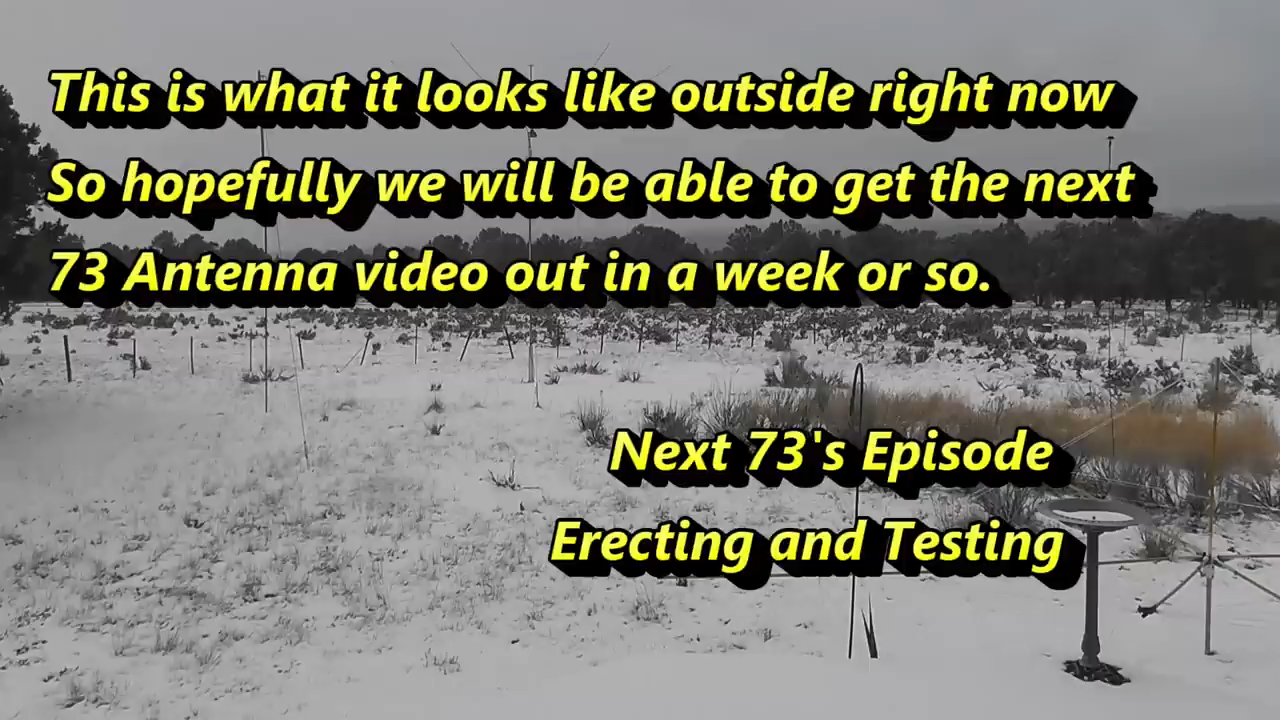 This is what it looks like outside right now
So hopefully we will be able to get the next
73 Antenna video out in a week or so.
Next 73's Episode
Erecting and Testing